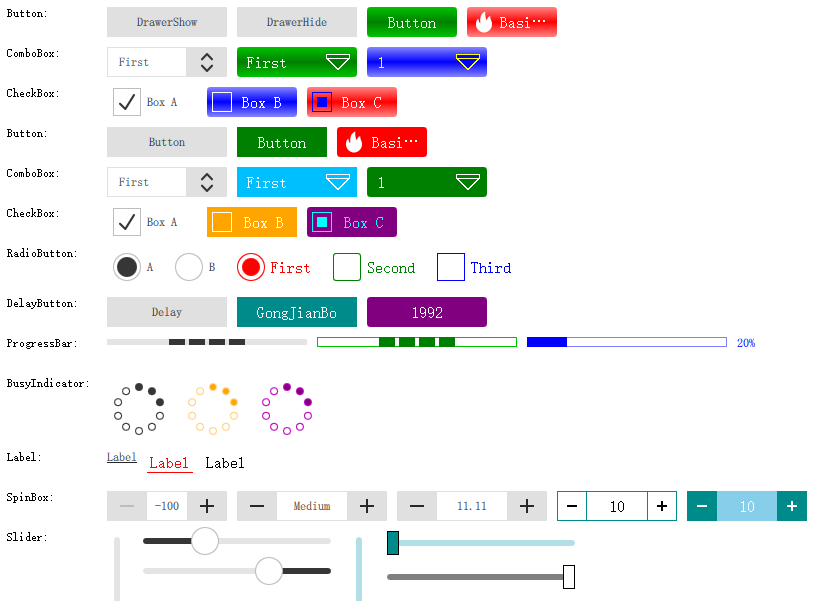 Button: DrawerShow DrawerHide Button Basi⋯
ComboBox: First First 1
CheckBox: Box A Box B Box C
Button: Button Button Basi⋯
ComboBox: First First 1
CheckBox: Box A Box B Box C
RadioButton: A B First Second Third
DelayButton: Delay GongJianBo 1992
ProgressBar: 20%
BusyIndicator:
Label: Label Label Label
SpinBox: -100 Medium 11.11 10 10
Slider: